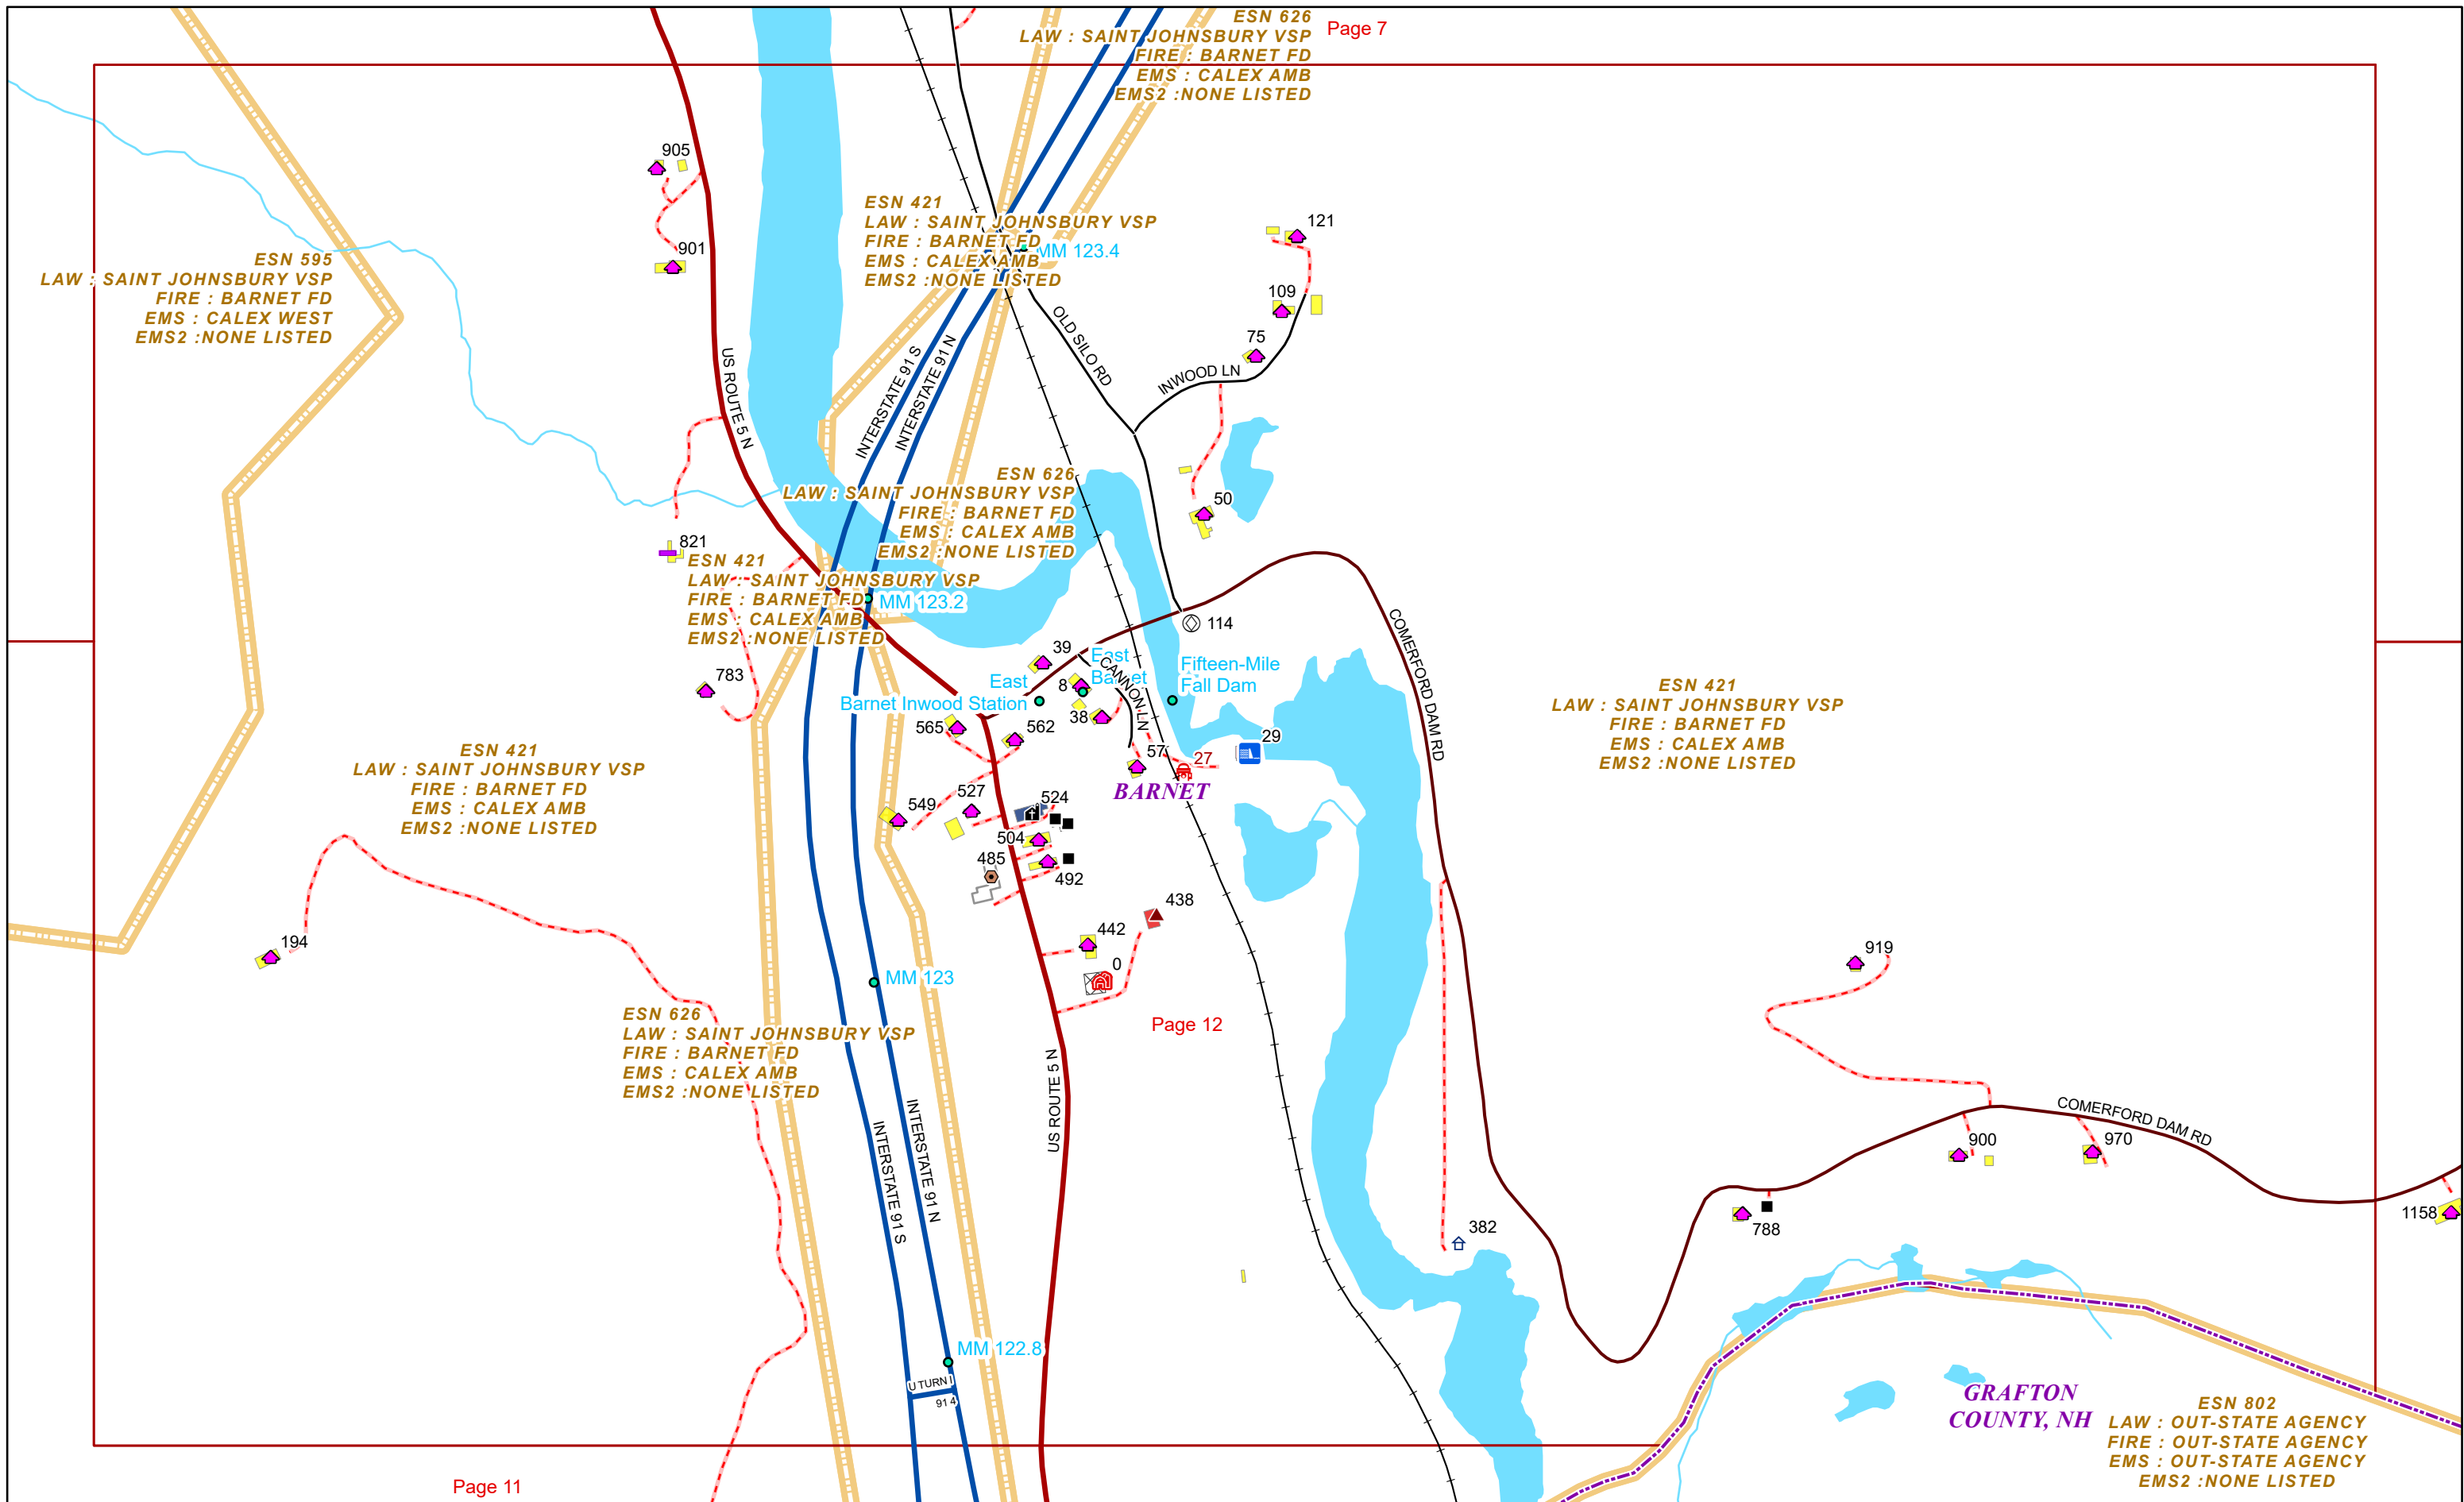 ESN 626
LAW : SAINT JOHNSBURY VSP
FIRE : BARNET FD
EMS : CALEX AMB
EMS2 :NONE LISTED
Page 7
905
901
ESN 421
LAW : SAINT JOHNSBURY VSP
FIRE : BARNET FD
EMS : CALEX AMB
EMS2 :NONE LISTED
MM 123.4
121
109
75
ESN 595
LAW : SAINT JOHNSBURY VSP
FIRE : BARNET FD
EMS : CALEX WEST
EMS2 :NONE LISTED
US ROUTE 5 N
INTERSTATE 91 S
INTERSTATE 91 N
OLD SILO RD
INWOOD LN
50
ESN 626
LAW : SAINT JOHNSBURY VSP
FIRE : BARNET FD
EMS : CALEX AMB
EMS2 :NONE LISTED
821
ESN 421
LAW : SAINT JOHNSBURY VSP
FIRE : BARNET FD
EMS : CALEX AMB
EMS2 :NONE LISTED
MM 123.2
114
COMERFORD DAM RD
39
East
Barnet
CANNON LN
Fifteen-Mile
Fall Dam
783
8
East
Barnet Inwood Station
38
565
562
57
27
29
BARNET
ESN 421
LAW : SAINT JOHNSBURY VSP
FIRE : BARNET FD
EMS : CALEX AMB
EMS2 :NONE LISTED
ESN 421
LAW : SAINT JOHNSBURY VSP
FIRE : BARNET FD
EMS : CALEX AMB
EMS2 :NONE LISTED
549
527
524
504
485
492
438
442
0
194
MM 123
919
ESN 626
LAW : SAINT JOHNSBURY VSP
FIRE : BARNET FD
EMS : CALEX AMB
EMS2 :NONE LISTED
Page 12
US ROUTE 5 N
INTERSTATE 91 N
INTERSTATE 91 S
COMERFORD DAM RD
900
970
788
1158
382
MM 122.8
U TURN I
91 4
GRAFTON
COUNTY, NH
ESN 802
LAW : OUT-STATE AGENCY
FIRE : OUT-STATE AGENCY
EMS : OUT-STATE AGENCY
EMS2 :NONE LISTED
Page 11